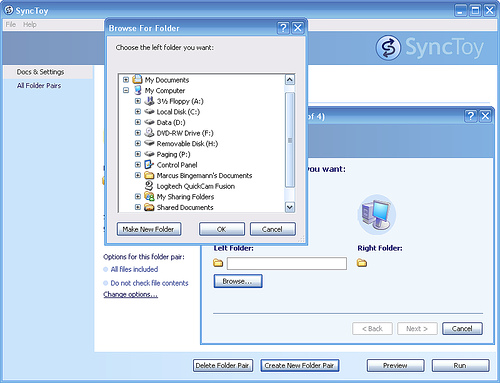 SyncToy
File Help
SyncToy
Docs & Settings
All Folder Pairs
Browse For Folder
Choose the left folder you want:
My Documents
My Computer
3½ Floppy (A:)
Local Disk (C:)
Data (D:)
DVD-RW Drive (F:)
Removable Disk (H:)
Paging (P:)
Control Panel
Marcus Bingemann's Documents
Logitech QuickCam Fusion
My Sharing Folders
Shared Documents
Make New Folder
OK
Cancel
of 4)
you want:
Left Folder:
Right Folder:
Browse...
< Back
Next >
Cancel
Options for this folder pair:
All files included
Do not check file contents
Change options...
Delete Folder Pair
Create New Folder Pair
Preview
Run